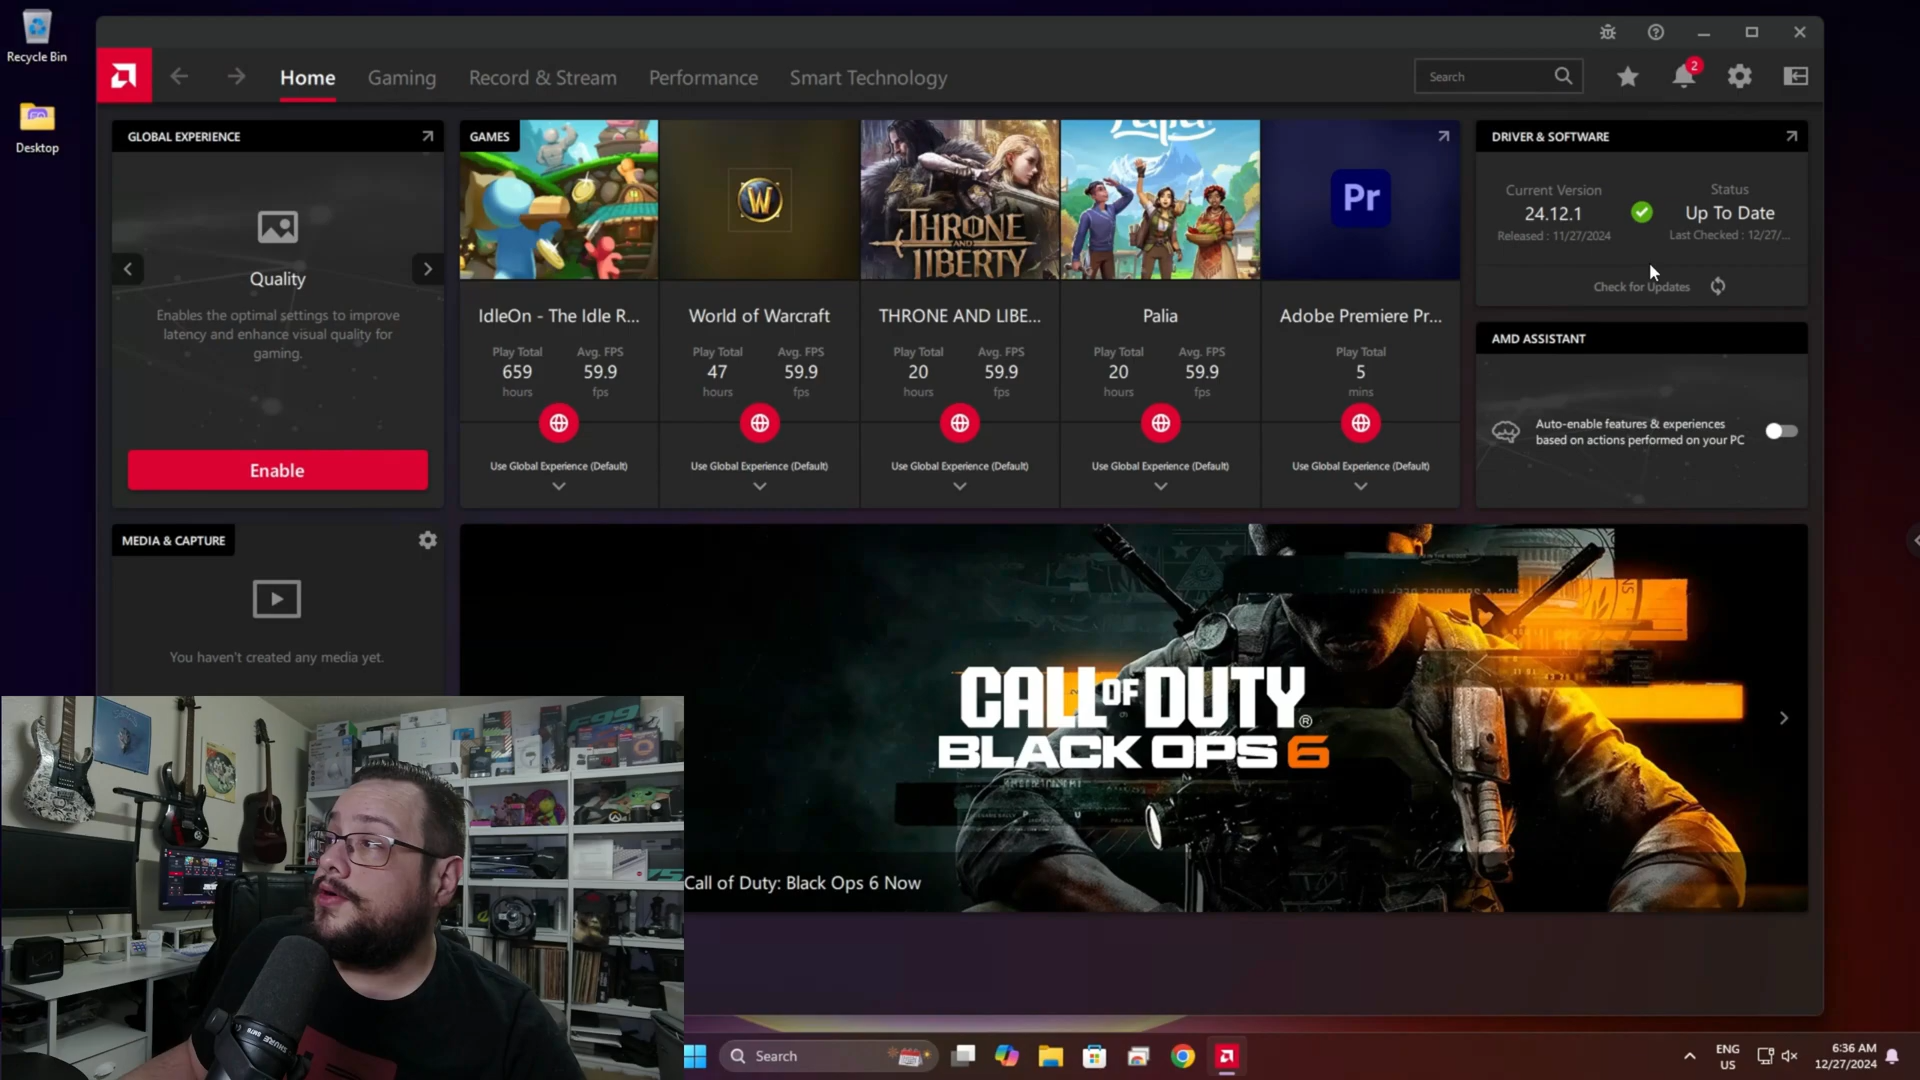 Recycle Bin
Desktop
Home
Gaming
Record & Stream
Performance
Smart Technology
Search
2
GLOBAL EXPERIENCE
Quality
Enables the optimal settings to improve
latency and enhance visual quality for
gaming.
Enable
GAMES
W
THRONE
AND
LIBERTY
Palia
Pr
IdleOn - The Idle R...
World of Warcraft
THRONE AND LIBE...
Palia
Adobe Premiere Pr...
Play Total
Avg. FPS
Play Total
Avg. FPS
Play Total
Avg. FPS
Play Total
Avg. FPS
Play Total
659
59.9
47
59.9
20
59.9
20
59.9
5
hours
fps
hours
fps
hours
fps
hours
fps
mins
Use Global Experience (Default)
Use Global Experience (Default)
Use Global Experience (Default)
Use Global Experience (Default)
Use Global Experience (Default)
DRIVER & SOFTWARE
Current Version
24.12.1
Released : 11/27/2024
Status
Up To Date
Last Checked : 12/27/...
Check for Updates
AMD ASSISTANT
Auto-enable features & experiences
based on actions performed on your PC
MEDIA & CAPTURE
You haven't created any media yet.
CALL OF DUTY®
BLACK OPS 6
Call of Duty: Black Ops 6 Now
F99
SHURE
SM7B
Search
ENG
US
6:36 AM
12/27/2024